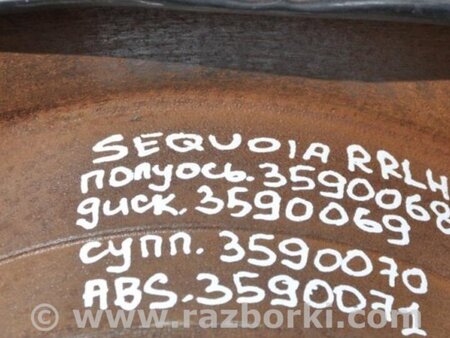 SEQUOIA RRLH
полуось.3590068
диск.3590069
супп.3590070
ABS.3590071
www.razborki.com